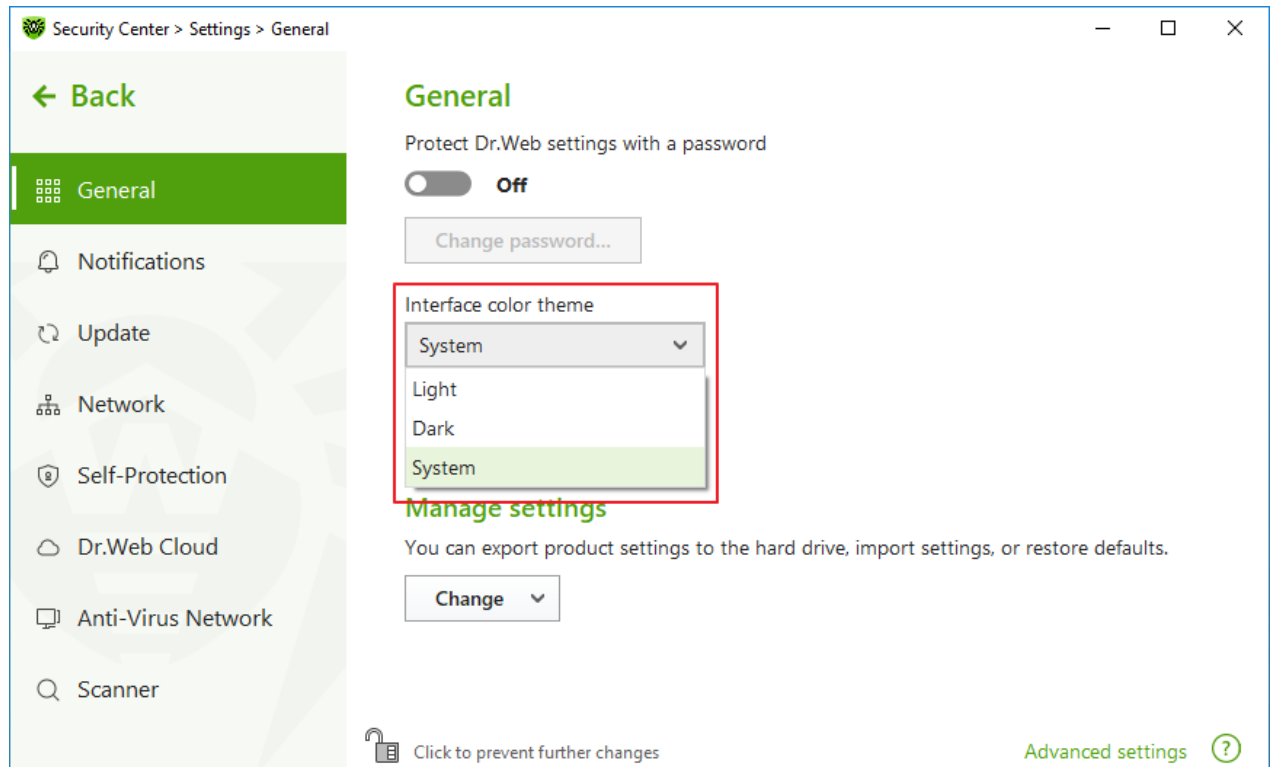 Security Center > Settings > General
Back
General
Notifications
Update
Network
Self-Protection
Dr.Web Cloud
Anti-Virus Network
Scanner
General
Protect Dr.Web settings with a password
Off
Change password...
Interface color theme
System
Light
Dark
System
Manage settings
You can export product settings to the hard drive, import settings, or restore defaults.
Change
Click to prevent further changes
Advanced settings
?